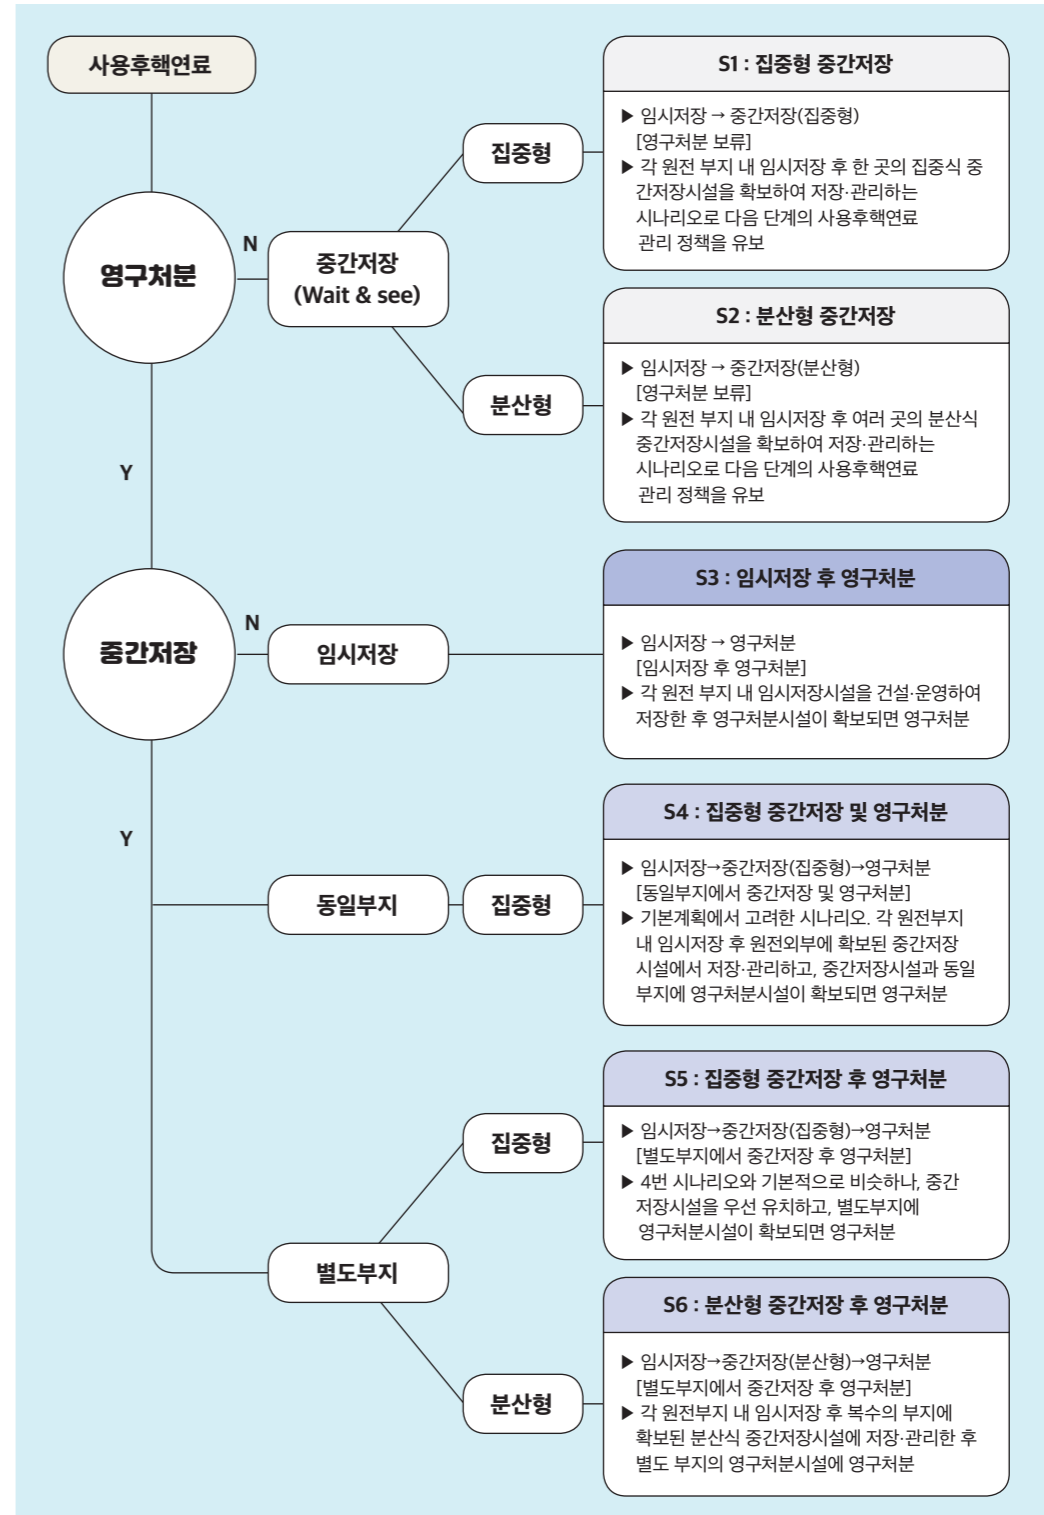 사용후핵연료
영구처분
N
중간저장
(Wait & see)
집중형
S1 : 집중형 중간저장
▶ 임시저장 → 중간저장(집중형)
[영구처분 보류]
▶ 각 원전 부지 내 임시저장 후 한 곳의 집중식 중
간저장시설을 확보하여 저장·관리하는
시나리오로 다음 단계의 사용후핵연료
관리 정책을 유보
분산형
S2 : 분산형 중간저장
▶ 임시저장 → 중간저장(분산형)
[영구처분 보류]
▶ 각 원전 부지 내 임시저장 후 여러 곳의 분산식
중간저장시설을 확보하여 저장·관리하는
시나리오로 다음 단계의 사용후핵연료
관리 정책을 유보
Y
중간저장
N
임시저장
S3 : 임시저장 후 영구처분
▶ 임시저장 → 영구처분
[임시저장 후 영구처분]
▶ 각 원전 부지 내 임시저장시설을 건설·운영하여
저장한 후 영구처분시설이 확보되면 영구처분
Y
동일부지
집중형
S4 : 집중형 중간저장 및 영구처분
▶ 임시저장→중간저장(집중형)→영구처분
[동일부지에서 중간저장 및 영구처분]
▶ 기본계획에서 고려한 시나리오. 각 원전부지
내 임시저장 후 원전외부에 확보된 중간저장
시설에서 저장·관리하고, 중간저장시설과 동일
부지에 영구처분시설이 확보되면 영구처분
별도부지
집중형
S5 : 집중형 중간저장 후 영구처분
▶ 임시저장→중간저장(집중형)→영구처분
[별도부지에서 중간저장 후 영구처분]
▶ 4번 시나리오와 기본적으로 비슷하나, 중간
저장시설을 우선 유치하고, 별도부지에
영구처분시설이 확보되면 영구처분
분산형
S6 : 분산형 중간저장 후 영구처분
▶ 임시저장→중간저장(분산형)→영구처분
[별도부지에서 중간저장 후 영구처분]
▶ 각 원전부지 내 임시저장 후 복수의 부지에
확보된 분산식 중간저장시설에 저장·관리한 후
별도 부지의 영구처분시설에 영구처분